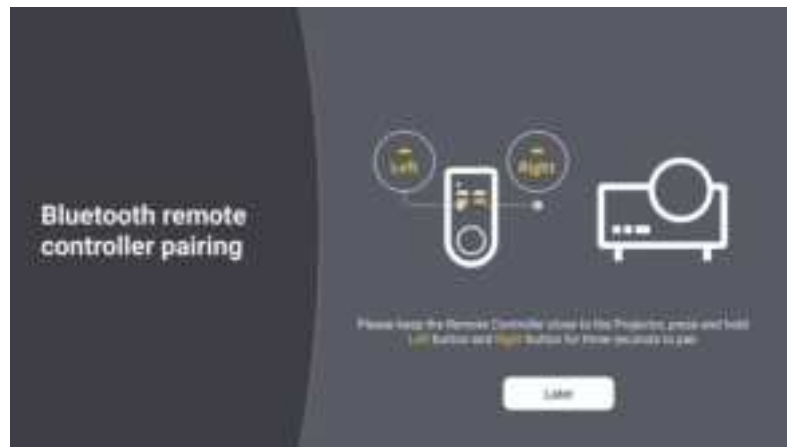 Bluetooth remote
controller pairing
Left
Right
Please keep the Remote Controller close to the Projector, press and hold
Left button and Right button for three seconds to pair.
Later